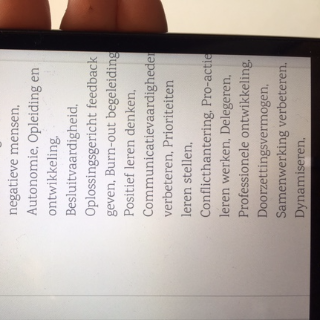 negatieve mensen,
Autonomie, Opleiding en
ontwikkeling,
Besluitvaardigheid,
Oplossingsgericht feedback
geven, Burn-out begeleiding
Positief leren denken,
Communicatievaardigheden
verbeteren, Prioriteiten
leren stellen,
Conflicthantering, Pro-actie
leren werken, Delegeren,
Professionele ontwikkeling,
Doorzettingsvermogen,
Samenwerking verbeteren,
Dynamiseren,